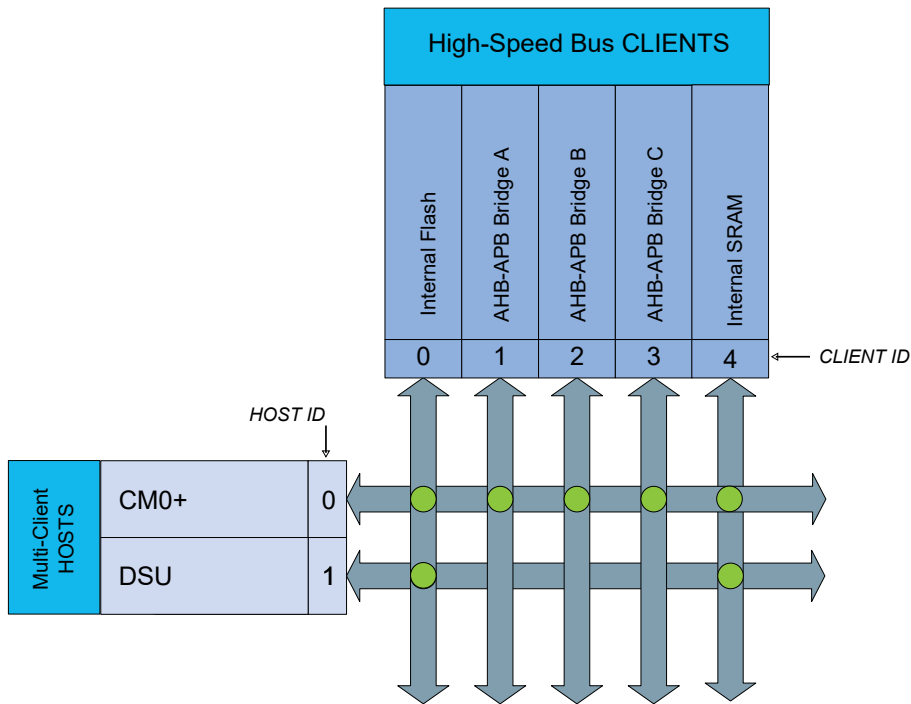 High-Speed Bus CLIENTS
Internal Flash
AHB-APB Bridge A
AHB-APB Bridge B
AHB-APB Bridge C
Internal SRAM
0 1 2 3 4
CLIENT ID
HOST ID
Multi-Client
HOSTS
CM0+ 0
DSU 1